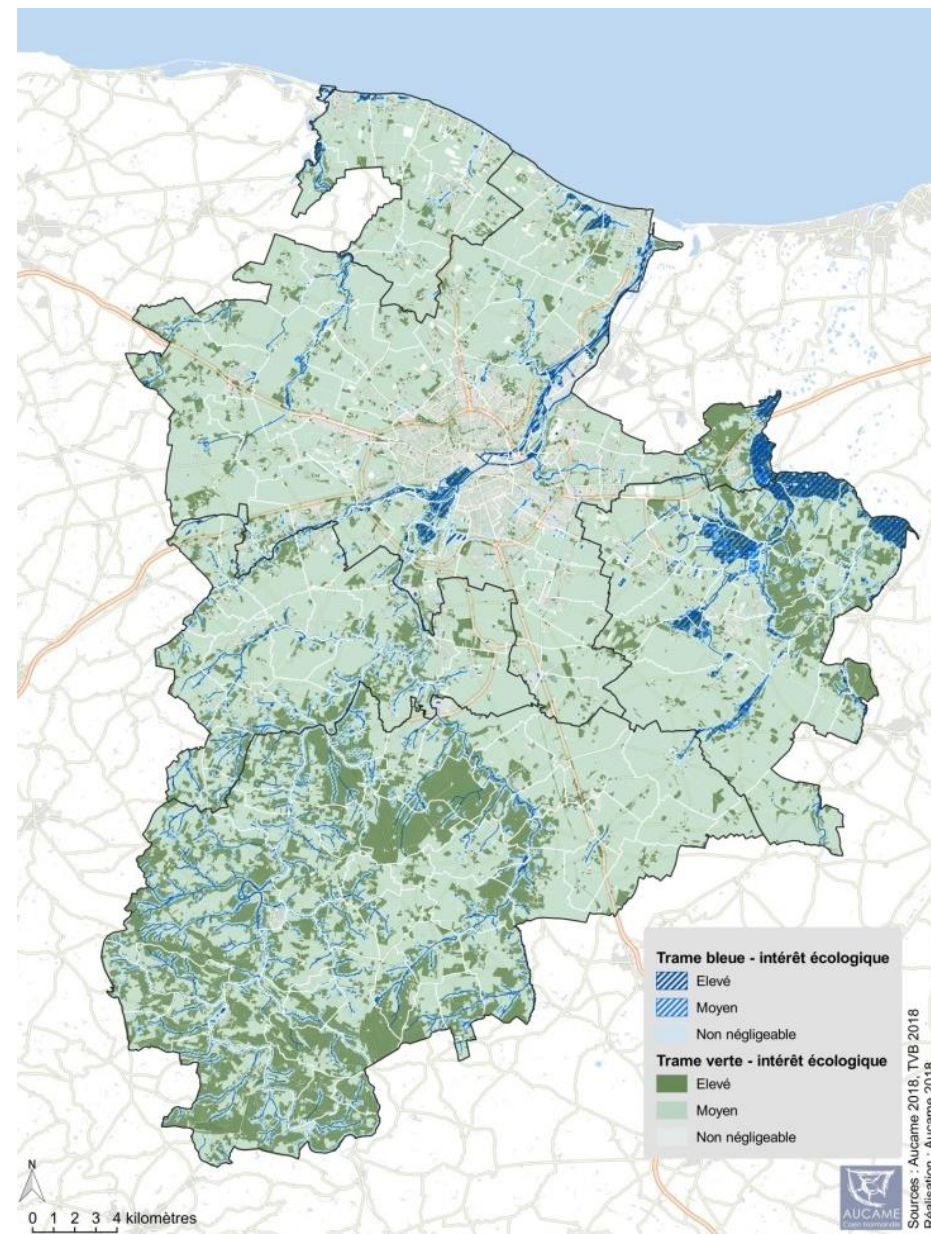 Trame bleue - intérêt écologique
Elevé
Moyen
Non négligeable
Trame verte - intérêt écologique
Elevé
Moyen
Non négligeable
N
0 1 2 3 4 kilomètres
AUCAME
Caen Normandie
Sources : Aucame 2018, TVB 2018
Réalisation : Aucame 2018